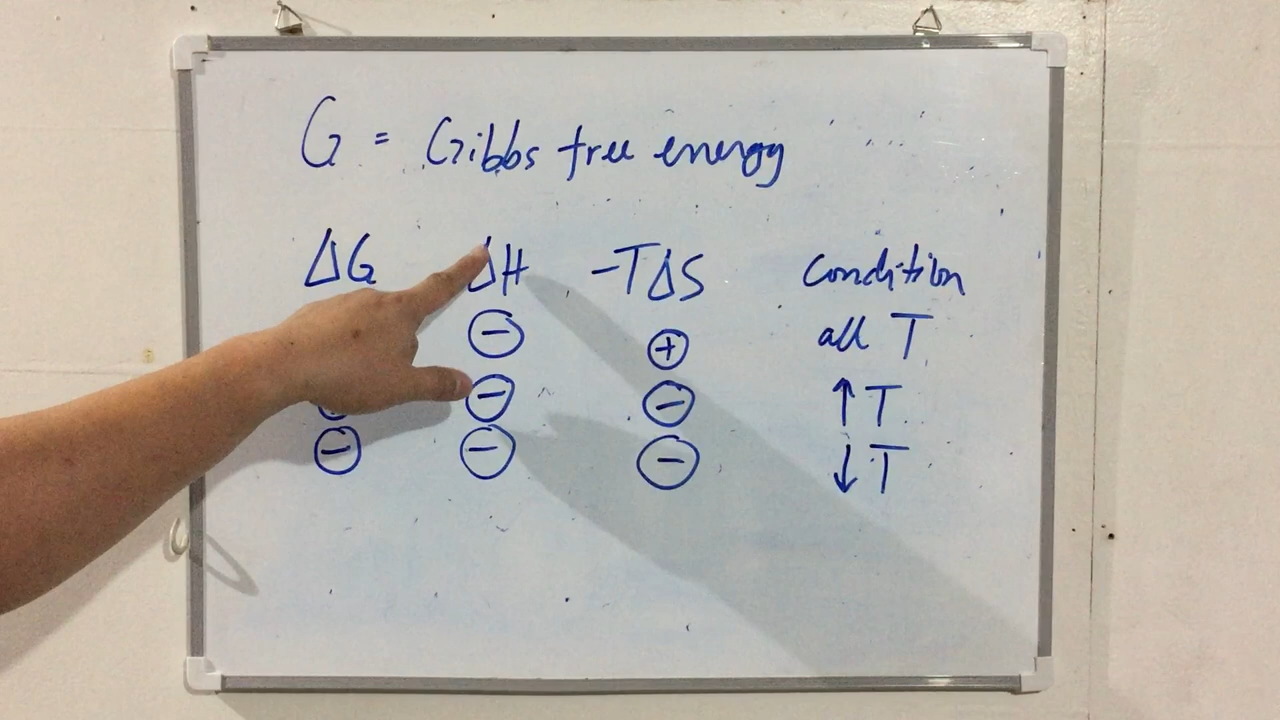 G = Gibbs free energy
ΔG ΔH -TΔS Condition
⊖ ⊕ all T
⊖ ⊖ ↑ T
⊖ ⊖ ⊖ ↓ T